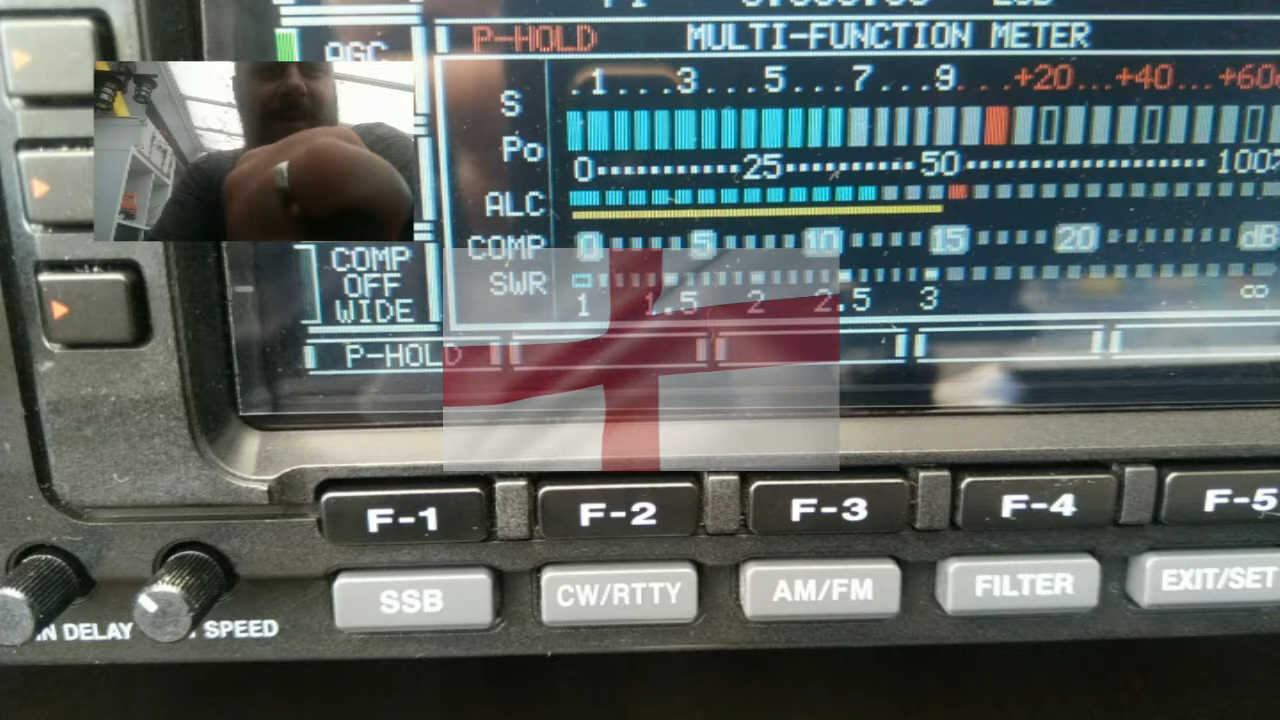 AGC
P-HOLD MULTI-FUNCTION METER
S 1...3...5...7...9...+20...+40...+60
Po
0 25 50 100%
ALC
COMP 0 5 10 15 20 dB
SWR
1 1.5 2 2.5 3 ∞
COMP
OFF
WIDE
P-HOLD
F-1 F-2 F-3 F-4 F-5
SSB CW/RTTY AM/FM FILTER EXIT/SET
DELAY SPEED